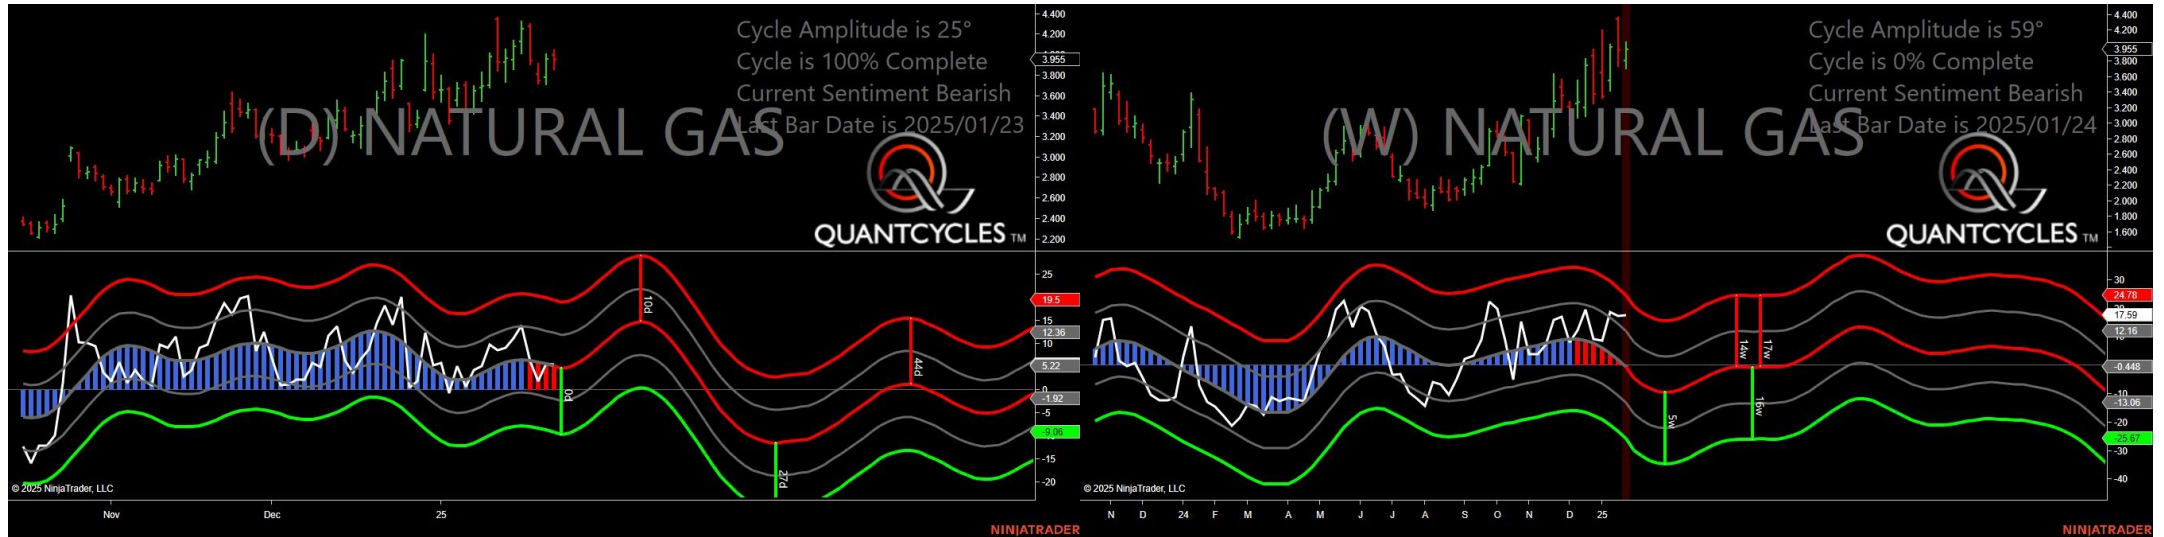 Cycle Amplitude is 25°
Cycle is 100% Complete
Current Sentiment Bearish
Last Bar Date is 2025/01/23
(D) NATURAL GAS
QUANTCYCLES TM
4.400
4.200
3.955
3.800
3.600
3.400
3.200
3.000
2.800
2.600
2.400
2.200
10d
0d
27d
44d
25
19.5
15
12.36
10
5.22
0
-1.92
-5
-9.06
-15
-20
© 2025 NinjaTrader, LLC
Nov
Dec
25
NINJATRADER
Cycle Amplitude is 59°
Cycle is 0% Complete
Current Sentiment Bearish
Last Bar Date is 2025/01/24
(W) NATURAL GAS
QUANTCYCLES TM
4.400
4.200
3.955
3.800
3.600
3.400
3.200
3.000
2.800
2.600
2.400
2.200
2.000
1.800
1.600
5w
14w
17w
16w
30
24.78
17.59
12.16
-0.448
-10
-13.06
-20
-25.67
-30
-40
© 2025 NinjaTrader, LLC
N D 24 F M A M J J A S O N D 25
NINJATRADER